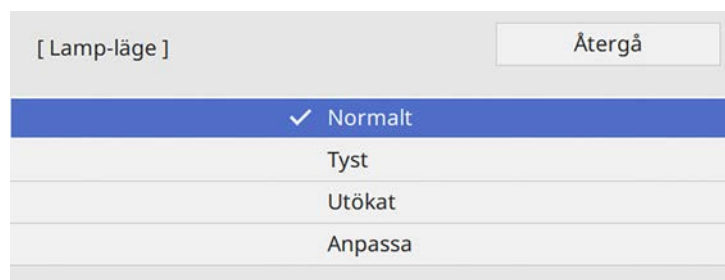 [ Lamp-läge ]
Återgå
Normalt
Tyst
Utökat
Anpassa